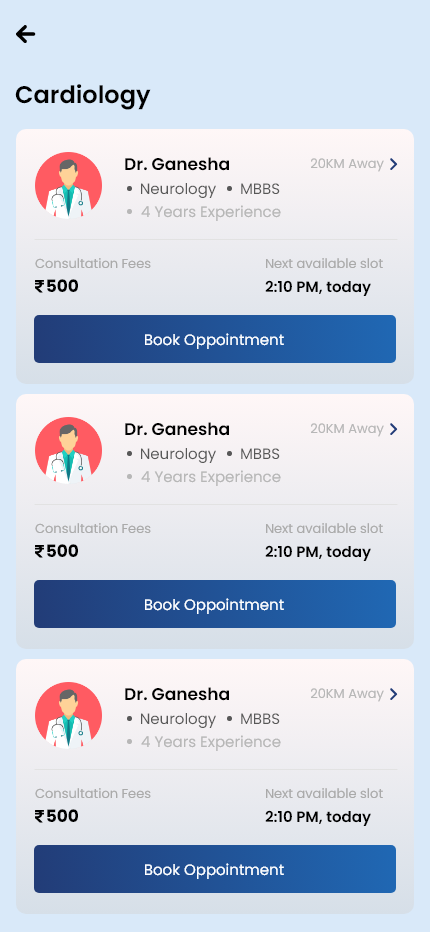 Cardiology
Dr. Ganesha 20KM Away
• Neurology • MBBS
• 4 Years Experience
Consultation Fees Next available slot
₹500 2:10 PM, today
Book Oppointment
Dr. Ganesha 20KM Away
• Neurology • MBBS
• 4 Years Experience
Consultation Fees Next available slot
₹500 2:10 PM, today
Book Oppointment
Dr. Ganesha 20KM Away
• Neurology • MBBS
• 4 Years Experience
Consultation Fees Next available slot
₹500 2:10 PM, today
Book Oppointment